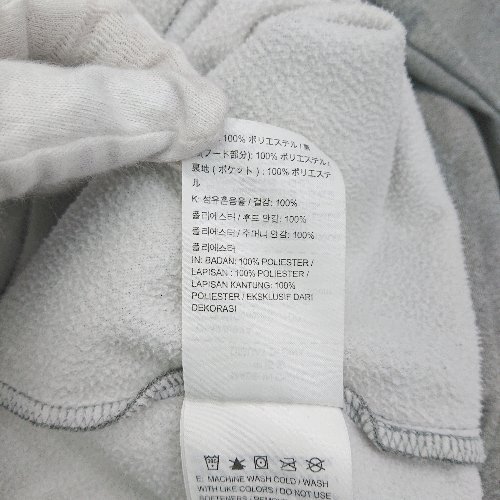 100% ポリエステル / 裏
(フード部分): 100% ポリエステル /
裏地 (ポケット) : 100% ポリエステ
ル
K: 섬유혼용율 / 겉감: 100%
폴리에스터 / 후드 안감: 100%
폴리에스터 / 주머니 안감: 100%
폴리에스터
IN: BADAN: 100% POLIESTER /
LAPISAN : 100% POLIESTER /
LAPISAN KANTUNG: 100%
POLIESTER / EKSKLUSIF DARI
DEKORASI
E: MACHINE WASH COLD / WASH
WITH LIKE COLORS / DO NOT USE
SOFTENERS / REMOVE